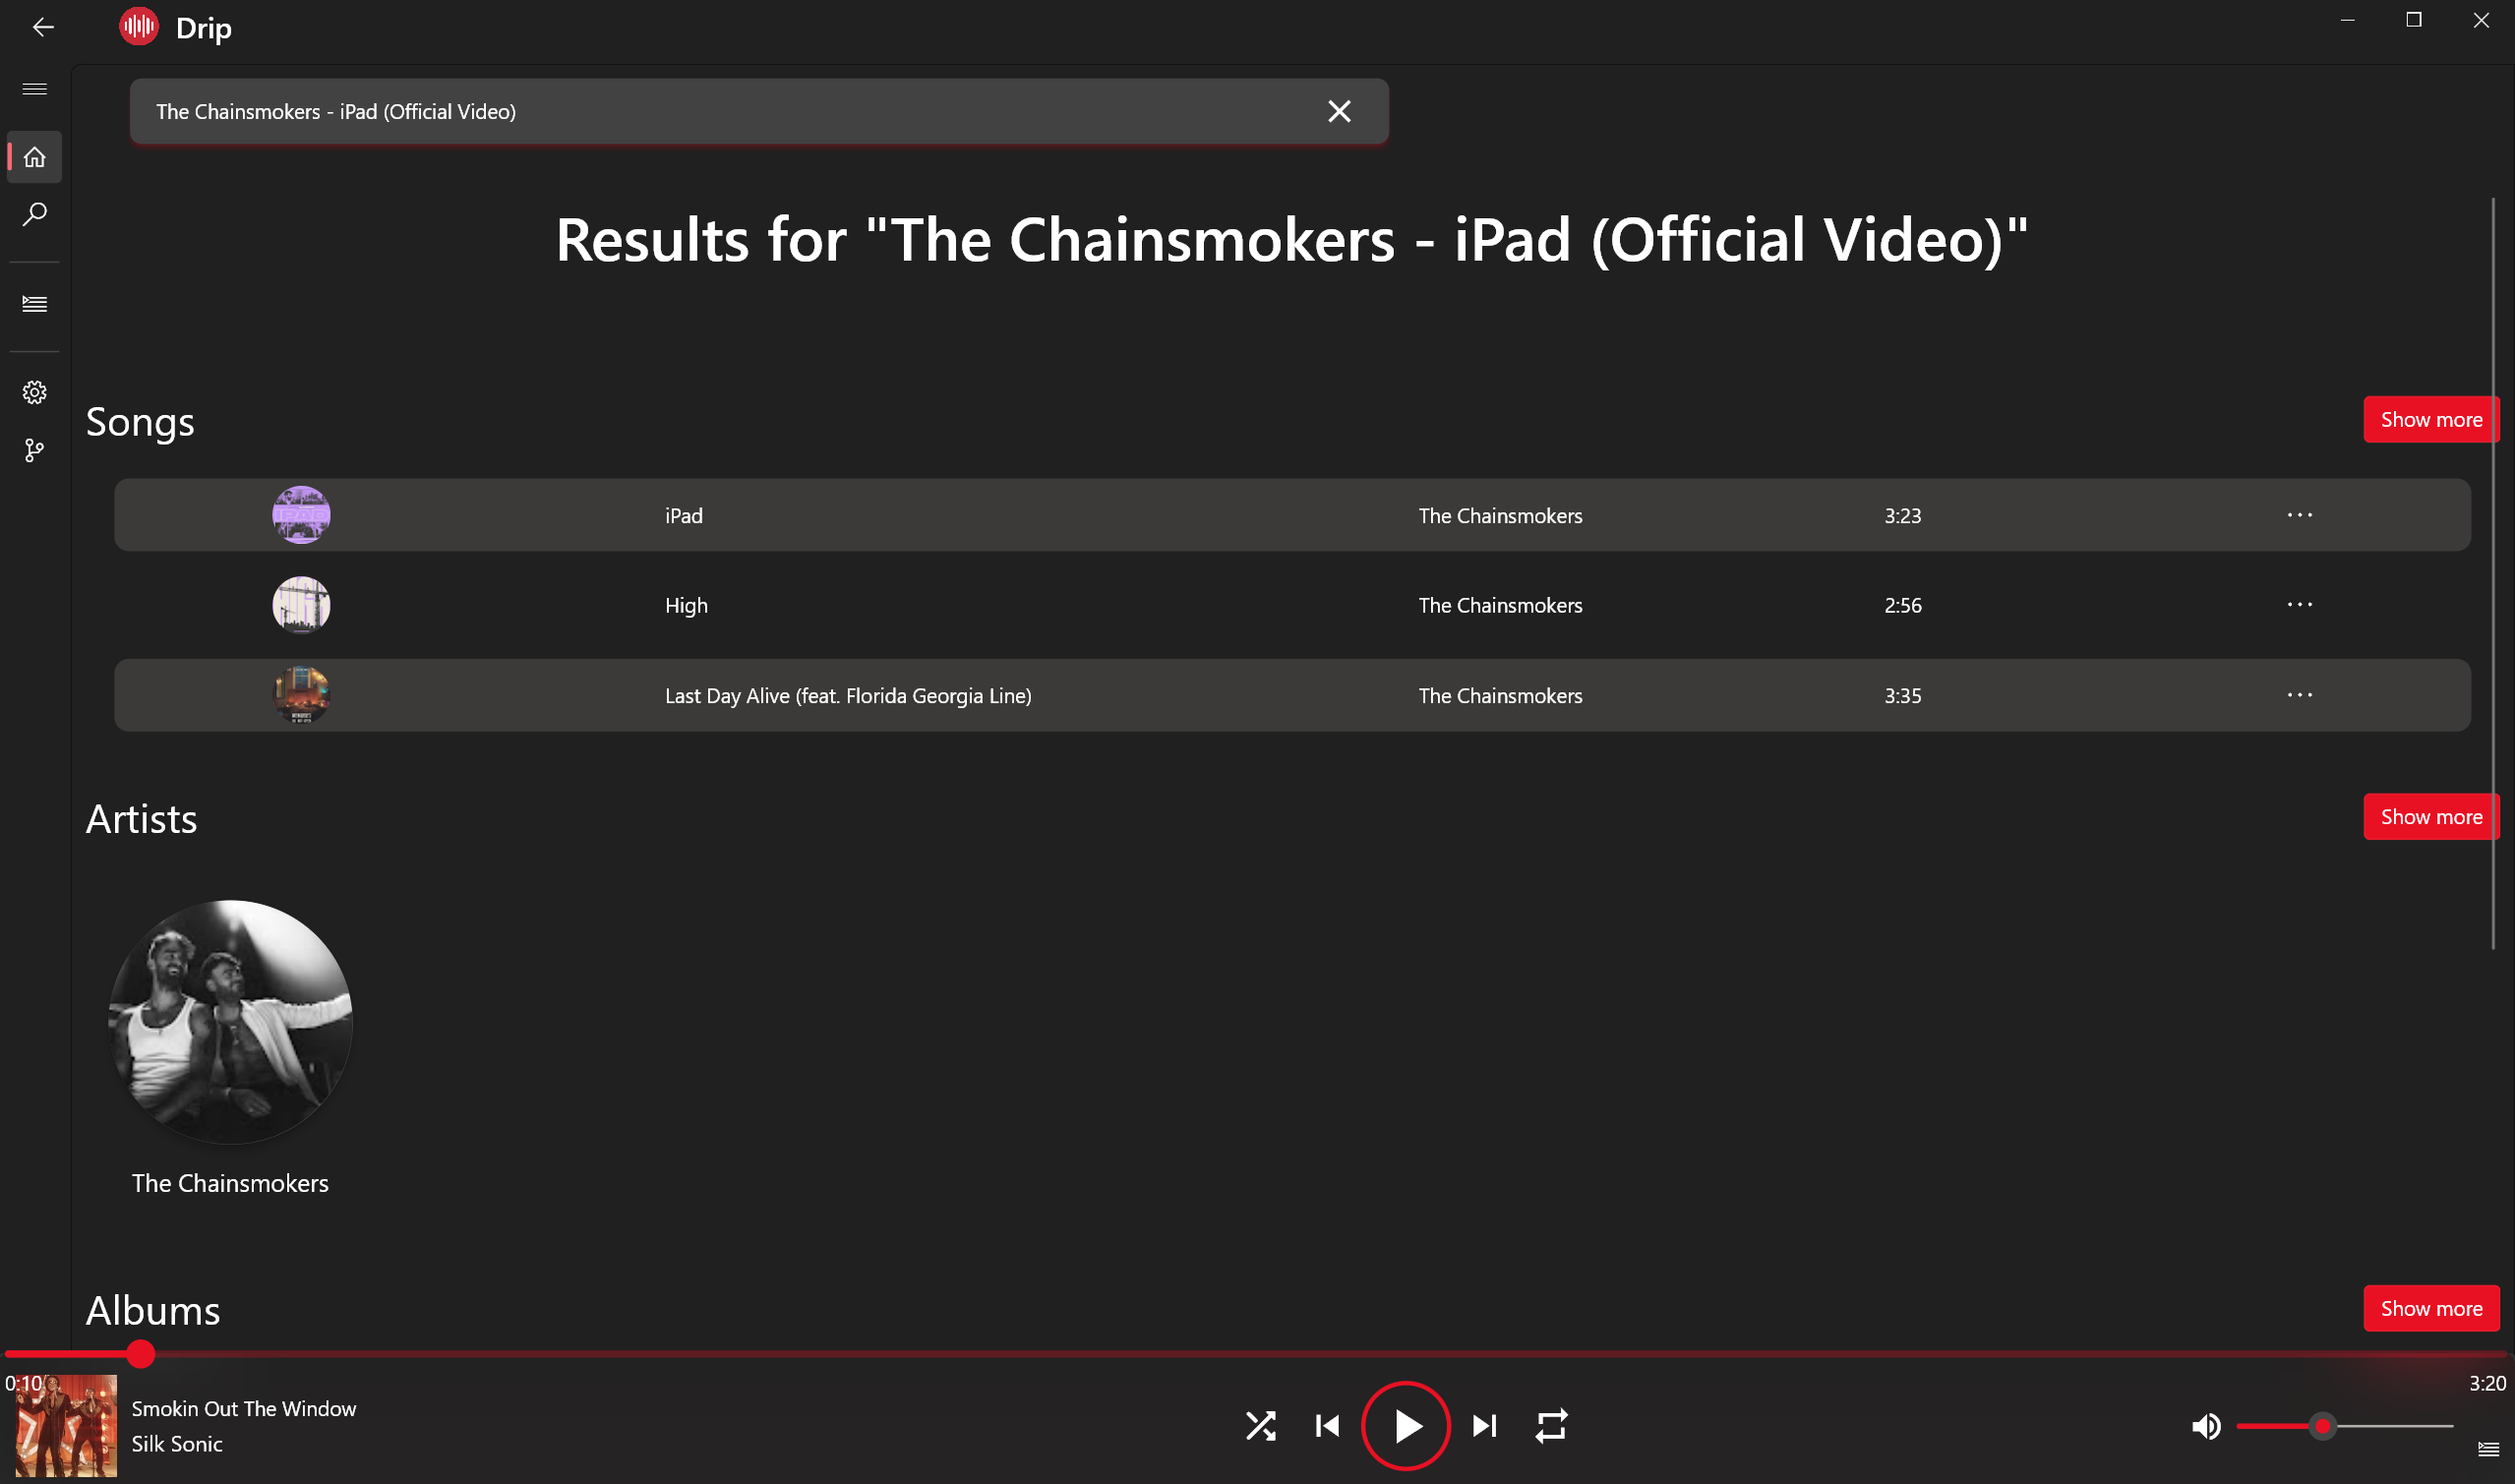 Drip
The Chainsmokers - iPad (Official Video)
Results for "The Chainsmokers - iPad (Official Video)"
Songs
Show more
iPad The Chainsmokers 3:23
High The Chainsmokers 2:56
Last Day Alive (feat. Florida Georgia Line) The Chainsmokers 3:35
Artists
Show more
The Chainsmokers
Albums
Show more
0:10
3:20
Smokin Out The Window
Silk Sonic